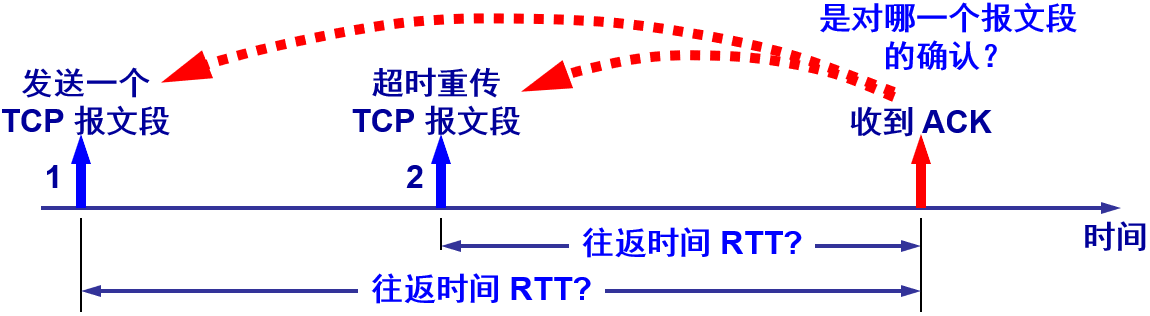 是对哪一个报文段
的确认？
发送一个
TCP 报文段
超时重传
TCP 报文段
收到 ACK
1
2
时间
往返时间 RTT?
往返时间 RTT?